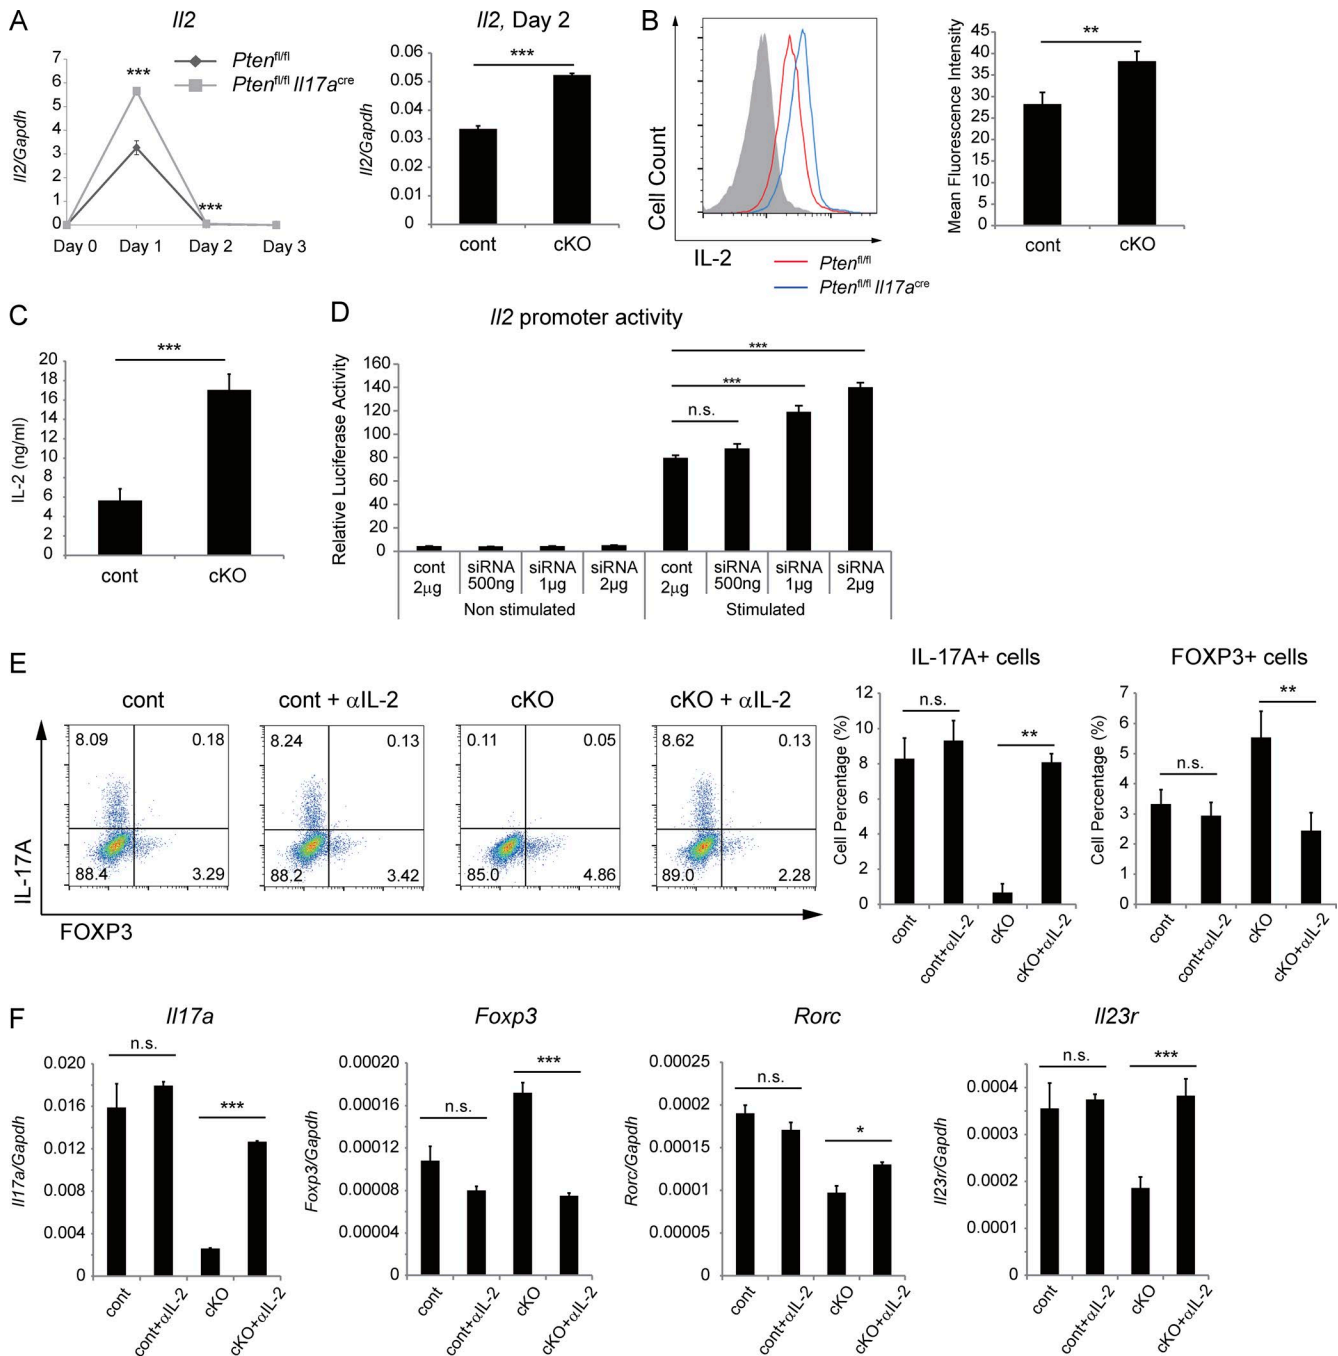 A
Il2
7
6
5
4
3
2
1
0
Il2/Gapdh
***
***
Ptenfl/fl
Ptenfl/fl Il17acre
Day 0
Day 1
Day 2
Day 3
Il2, Day 2
0.06
0.05
0.04
0.03
0.02
0.01
0
Il2/Gapdh
***
cont
cKO
B
Cell Count
IL-2
Ptenfl/fl
Ptenfl/fl Il17acre
Mean Fluorescence Intensity
45
40
35
30
25
20
15
10
5
0
**
cont
cKO
C
IL-2 (ng/ml)
20
18
16
14
12
10
8
6
4
2
0
***
cont
cKO
D
Il2 promoter activity
Relative Luciferase Activity
160
140
120
100
80
60
40
20
0
***
***
n.s.
cont 2μg
siRNA 500ng
siRNA 1μg
siRNA 2μg
cont 2μg
siRNA 500ng
siRNA 1μg
siRNA 2μg
Non stimulated
Stimulated
E
cont
cont + αIL-2
cKO
cKO + αIL-2
8.09
0.18
88.4
3.29
8.24
0.13
88.2
3.42
0.11
0.05
85.0
4.86
8.62
0.13
89.0
2.28
IL-17A
FOXP3
IL-17A+ cells
Cell Percentage (%)
12
10
8
6
4
2
0
n.s.
**
cont
cont+αIL-2
cKO
cKO+αIL-2
FOXP3+ cells
Cell Percentage (%)
7
6
5
4
3
2
1
0
n.s.
**
cont
cont+αIL-2
cKO
cKO+αIL-2
F
Il17a
Il17a/Gapdh
0.020
0.016
0.012
0.008
0.004
0
n.s.
***
cont
cont+αIL-2
cKO
cKO+αIL-2
Foxp3
Foxp3/Gapdh
0.00020
0.00016
0.00012
0.00008
0.00004
0
n.s.
***
cont
cont+αIL-2
cKO
cKO+αIL-2
Rorc
Rorc/Gapdh
0.00025
0.0002
0.00015
0.0001
0.00005
0
n.s.
*
cont
cont+αIL-2
cKO
cKO+αIL-2
Il23r
Il23r/Gapdh
0.0004
0.0003
0.0002
0.0001
0
n.s.
***
cont
cont+αIL-2
cKO
cKO+αIL-2